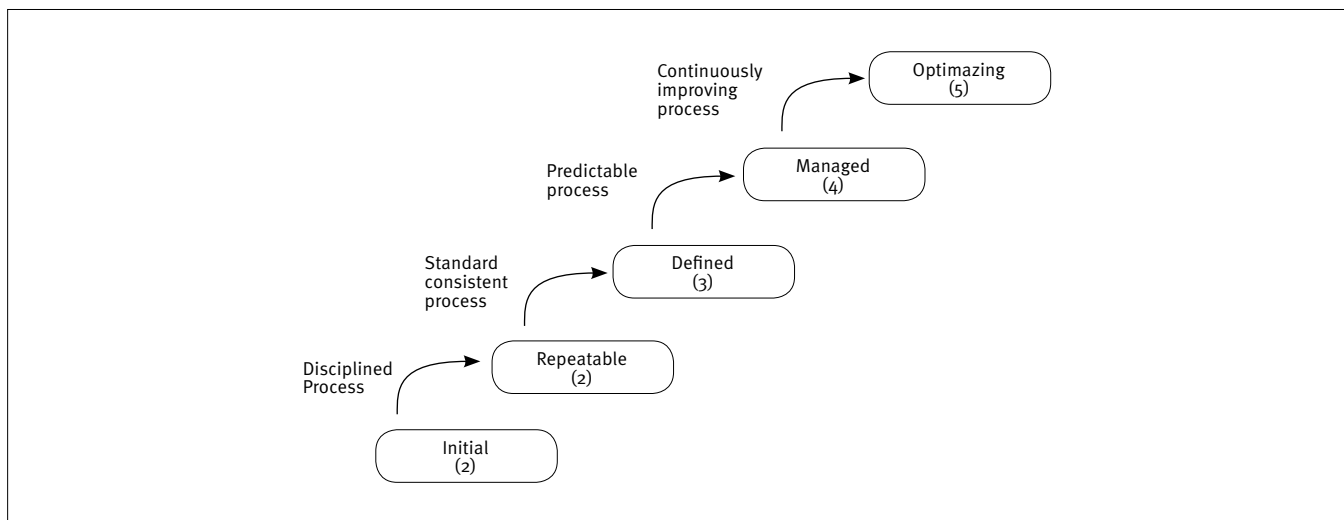 Continuously
improving
process
Optimazing
(5)
Predictable
process
Managed
(4)
Standard
consistent
process
Defined
(3)
Disciplined
Process
Repeatable
(2)
Initial
(2)